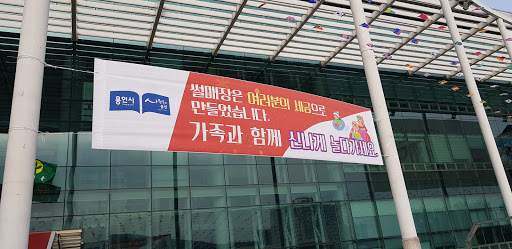 용인시
썰매장은 여러분의 세금으로
만들었습니다.
가족과 함께 신나게 놀다가세요.